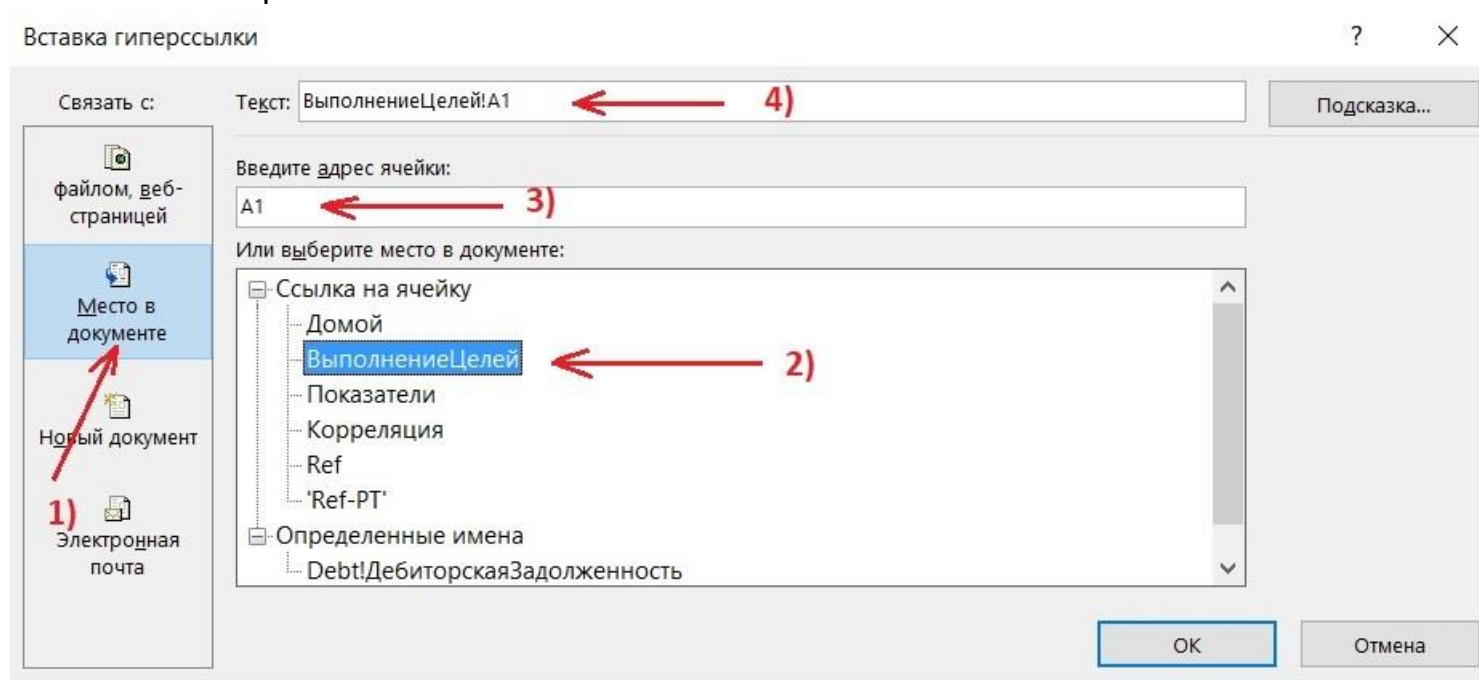 Вставка гиперссылки ? ×
Связать с:
Текст: ВыполнениеЦелей!A1 4) Подсказка...
файлом, веб-
страницей
Введите адрес ячейки:
A1 3)
Или выберите место в документе:
Место в
документе
Ссылка на ячейку
Домой
ВыполнениеЦелей 2)
Показатели
Корреляция
Ref
'Ref-PT'
Определенные имена
Debt!ДебиторскаяЗадолженность
Новый документ
1)
Электронная
почта
ОК Отмена